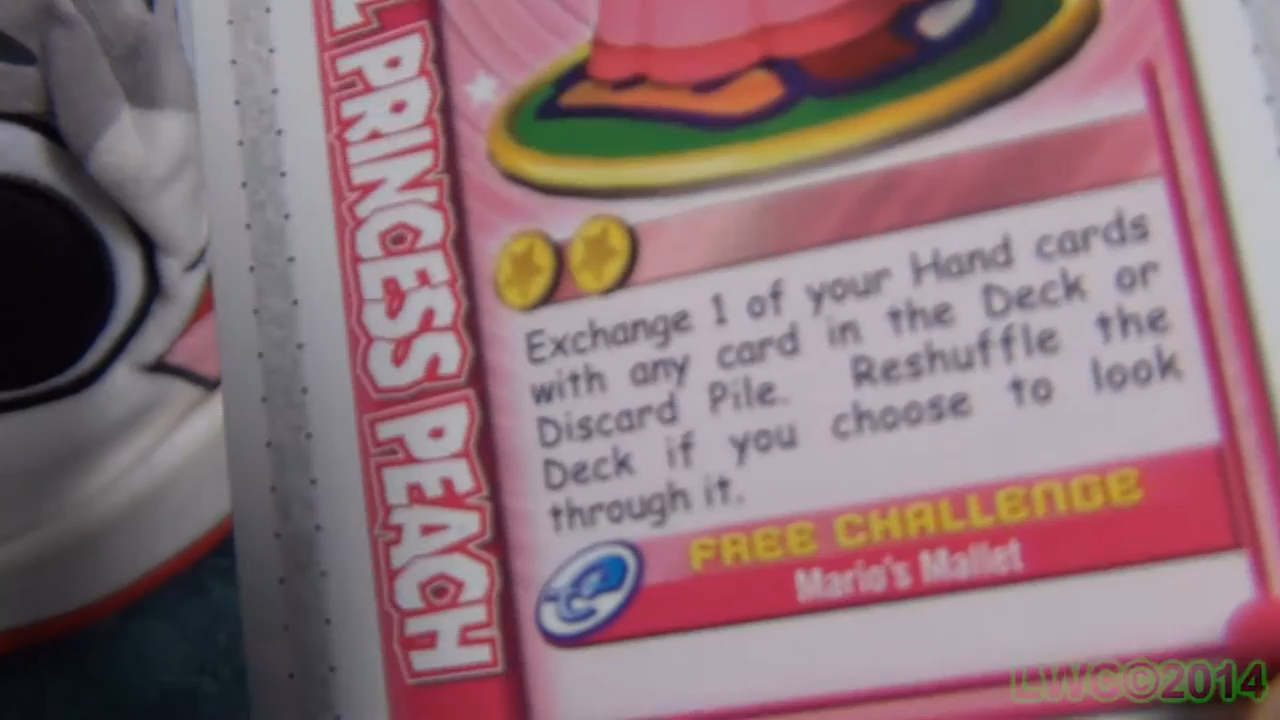 PRINCESS PEACH
Exchange 1 of your Hand cards
with any card in the Deck or
Discard Pile. Reshuffle the
Deck if you choose to look
through it.
FREE CHALLENGE
Mario's Mallet
LWC©2014